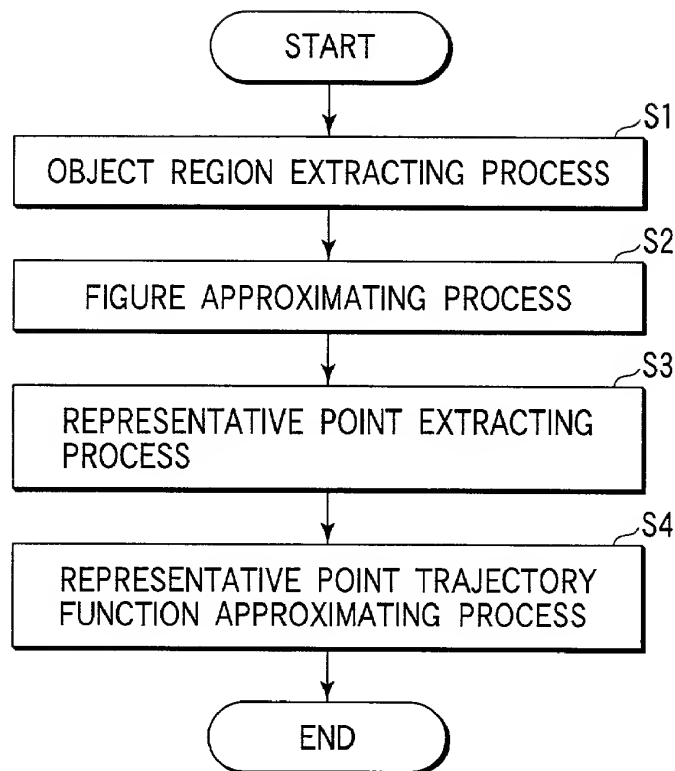 START
S1
OBJECT REGION EXTRACTING PROCESS
S2
FIGURE APPROXIMATING PROCESS
S3
REPRESENTATIVE POINT EXTRACTING
PROCESS
S4
REPRESENTATIVE POINT TRAJECTORY
FUNCTION APPROXIMATING PROCESS
END